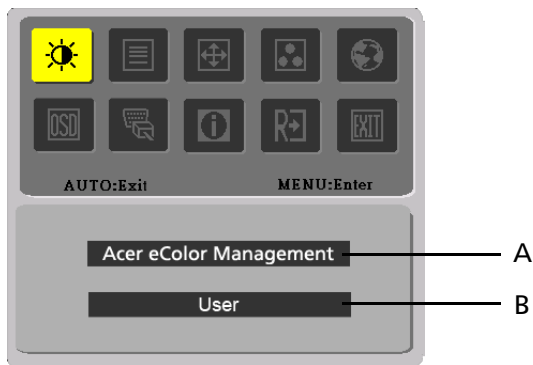 OSD
i
R
EXIT
AUTO:Exit MENU:Enter
Acer eColor Management A
User B